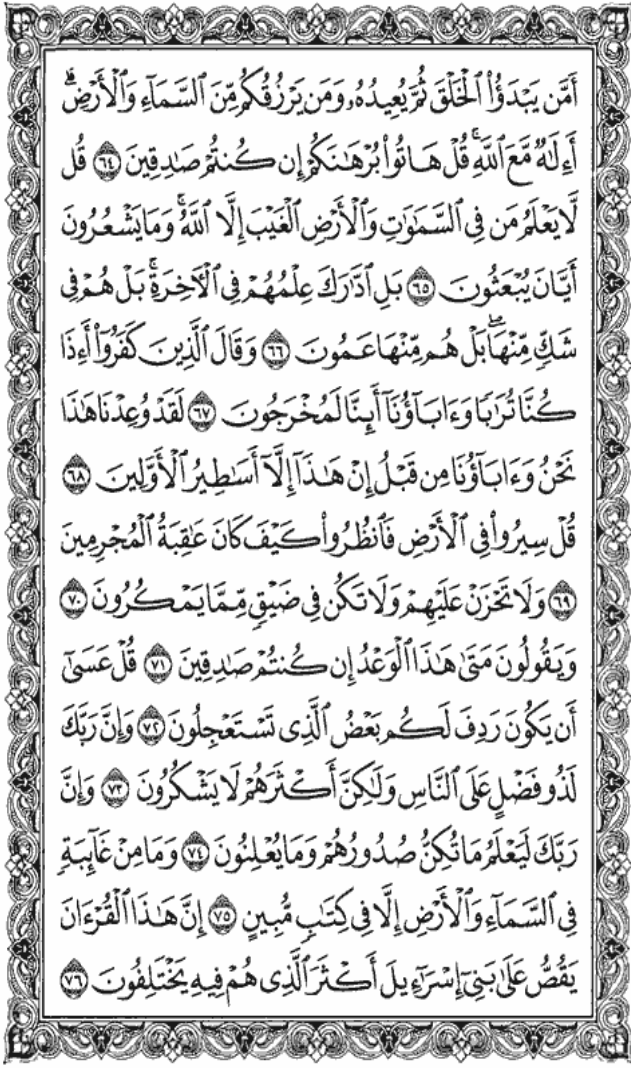 أَمَّن يَبْدَؤُا۟ ٱلْخَلْقَ ثُمَّ يُعِيدُهُۥ وَمَن يَرْزُقُكُم مِّنَ ٱلسَّمَآءِ وَٱلْأَرْضِ ۗ
أَءِلَٰهٌ مَّعَ ٱللَّهِ ۚ قُلْ هَاتُوا۟ بُرْهَٰنَكُمْ إِن كُنتُمْ صَٰدِقِينَ ٦٤ قُل
لَّا يَعْلَمُ مَن فِى ٱلسَّمَٰوَٰتِ وَٱلْأَرْضِ ٱلْغَيْبَ إِلَّا ٱللَّهُ ۚ وَمَا يَشْعُرُونَ
أَيَّانَ يُبْعَثُونَ ٦٥ بَلِ ٱدَّٰرَكَ عِلْمُهُمْ فِى ٱلْءَاخِرَةِ ۚ بَلْ هُمْ فِى
شَكٍّ مِّنْهَا ۖ بَلْ هُم مِّنْهَا عَمُونَ ٦٦ وَقَالَ ٱلَّذِينَ كَفَرُوٓا۟ أَءِذَا
كُنَّا تُرَٰبًا وَءَابَآؤُنَآ أَئِنَّا لَمُخْرَجُونَ ٦٧ لَقَدْ وُعِدْنَا هَٰذَا
نَحْنُ وَءَابَآؤُنَا مِن قَبْلُ إِنْ هَٰذَآ إِلَّآ أَسَٰطِيرُ ٱلْأَوَّلِينَ ٦٨
قُلْ سِيرُوا۟ فِى ٱلْأَرْضِ فَٱنظُرُوا۟ كَيْفَ كَانَ عَٰقِبَةُ ٱلْمُجْرِمِينَ
٦٩ وَلَا تَحْزَنْ عَلَيْهِمْ وَلَا تَكُن فِى ضَيْقٍ مِّمَّا يَمْكُرُونَ ٧٠
وَيَقُولُونَ مَتَىٰ هَٰذَا ٱلْوَعْدُ إِن كُنتُمْ صَٰدِقِينَ ٧١ قُلْ عَسَىٰٓ
أَن يَكُونَ رَدِفَ لَكُم بَعْضُ ٱلَّذِى تَسْتَعْجِلُونَ ٧٢ وَإِنَّ رَبَّكَ
لَذُو فَضْلٍ عَلَى ٱلنَّاسِ وَلَٰكِنَّ أَكْثَرَهُمْ لَا يَشْكُرُونَ ٧٣ وَإِنَّ
رَبَّكَ لَيَعْلَمُ مَا تُكِنُّ صُدُورُهُمْ وَمَا يُعْلِنُونَ ٧٤ وَمَا مِنْ غَآئِبَةٍ
فِى ٱلسَّمَآءِ وَٱلْأَرْضِ إِلَّا فِى كِتَٰبٍ مُّبِينٍ ٧٥ إِنَّ هَٰذَا ٱلْقُرْءَانَ
يَقُصُّ عَلَىٰ بَنِىٓ إِسْرَٰٓءِيلَ أَكْثَرَ ٱلَّذِى هُمْ فِيهِ يَخْتَلِفُونَ ٧٦